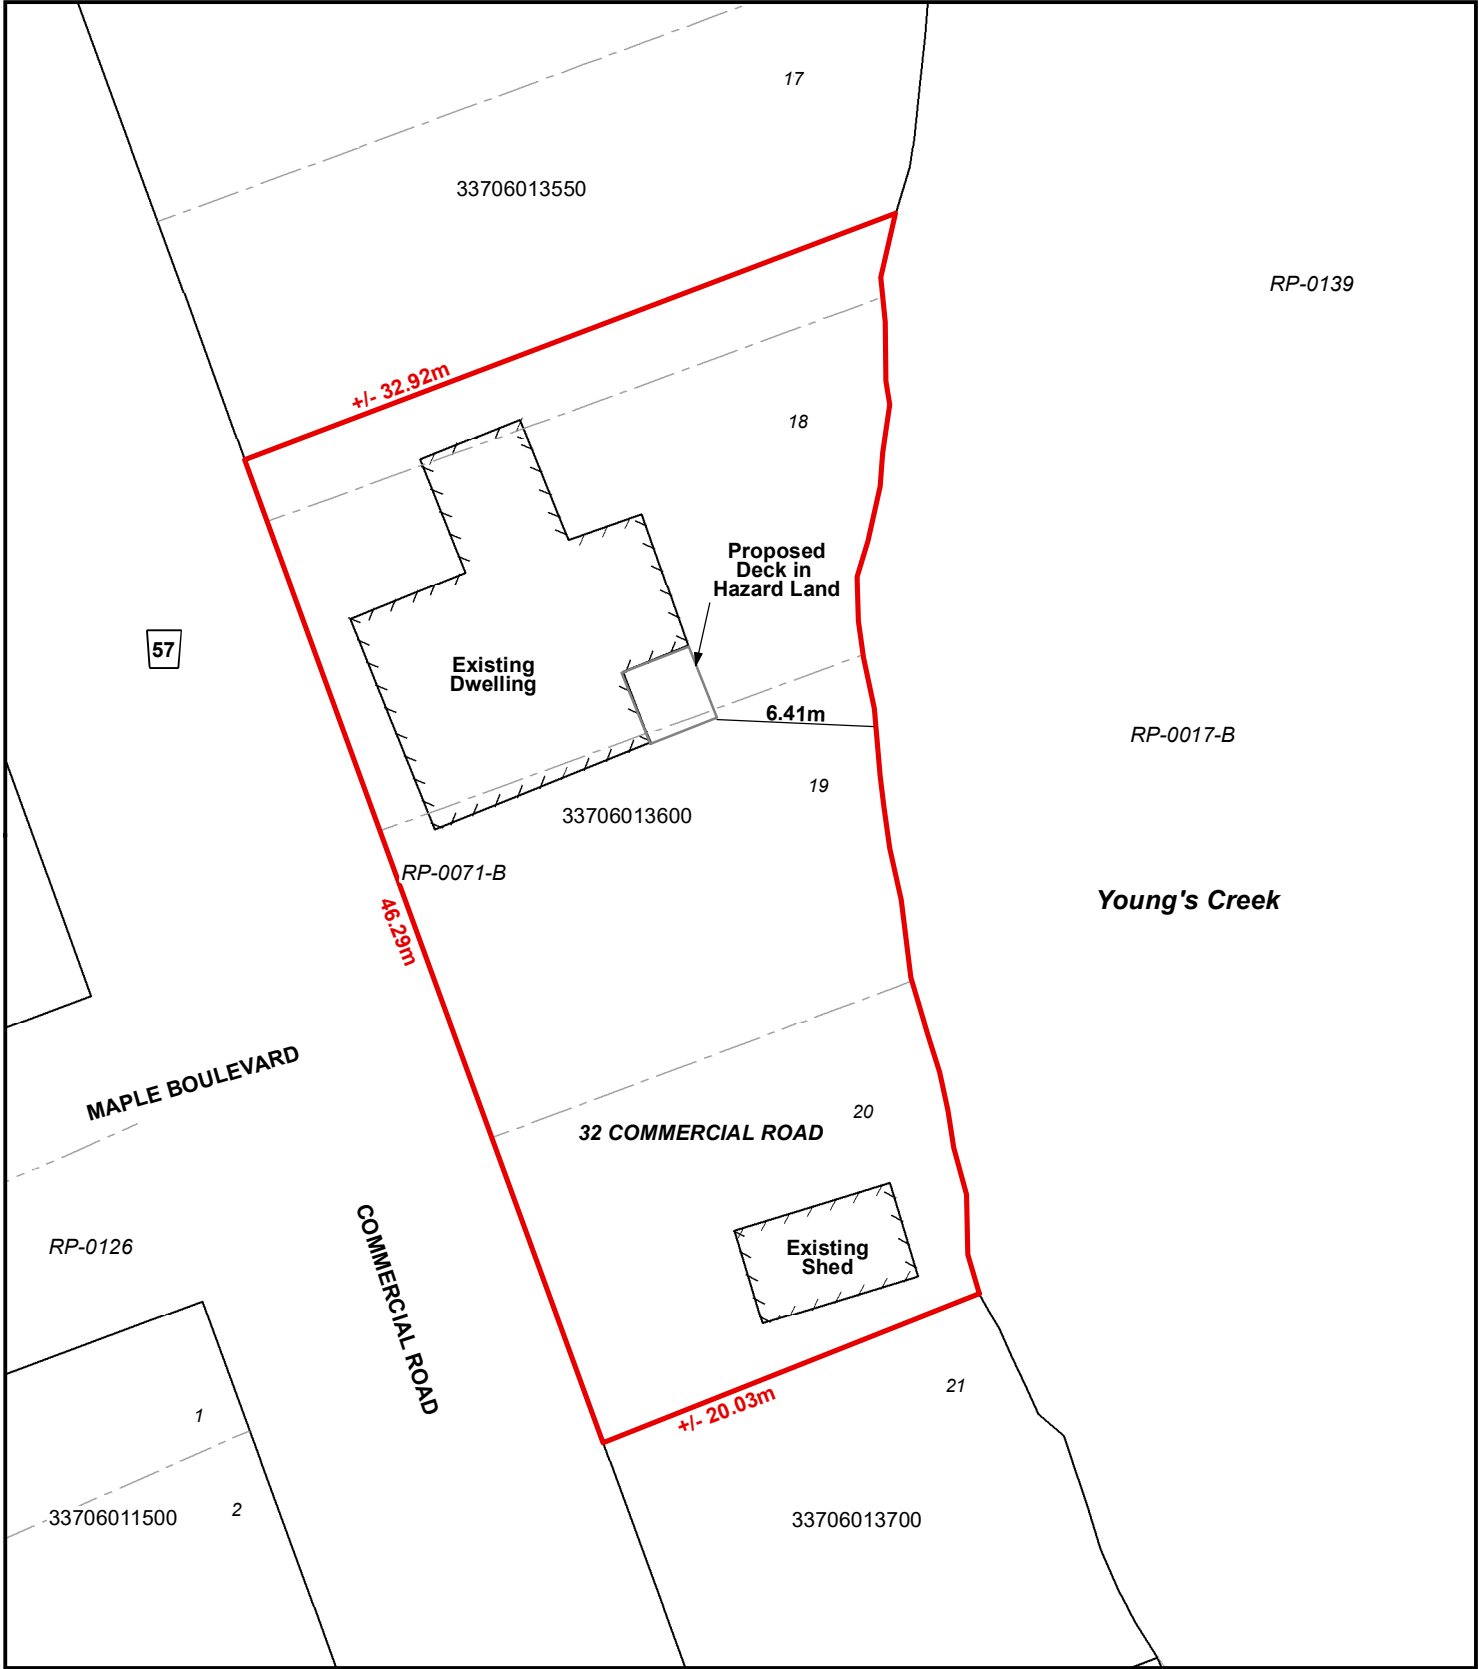 17
33706013550
RP-0139
+/- 32.92m
18
Proposed
Deck in
Hazard Land
57
Existing
Dwelling
6.41m
RP-0017-B
19
33706013600
RP-0071-B
Young's Creek
46.29m
MAPLE BOULEVARD
20
32 COMMERCIAL ROAD
RP-0126
COMMERCIAL ROAD
Existing
Shed
21
+/- 20.03m
1
2
33706011500
33706013700